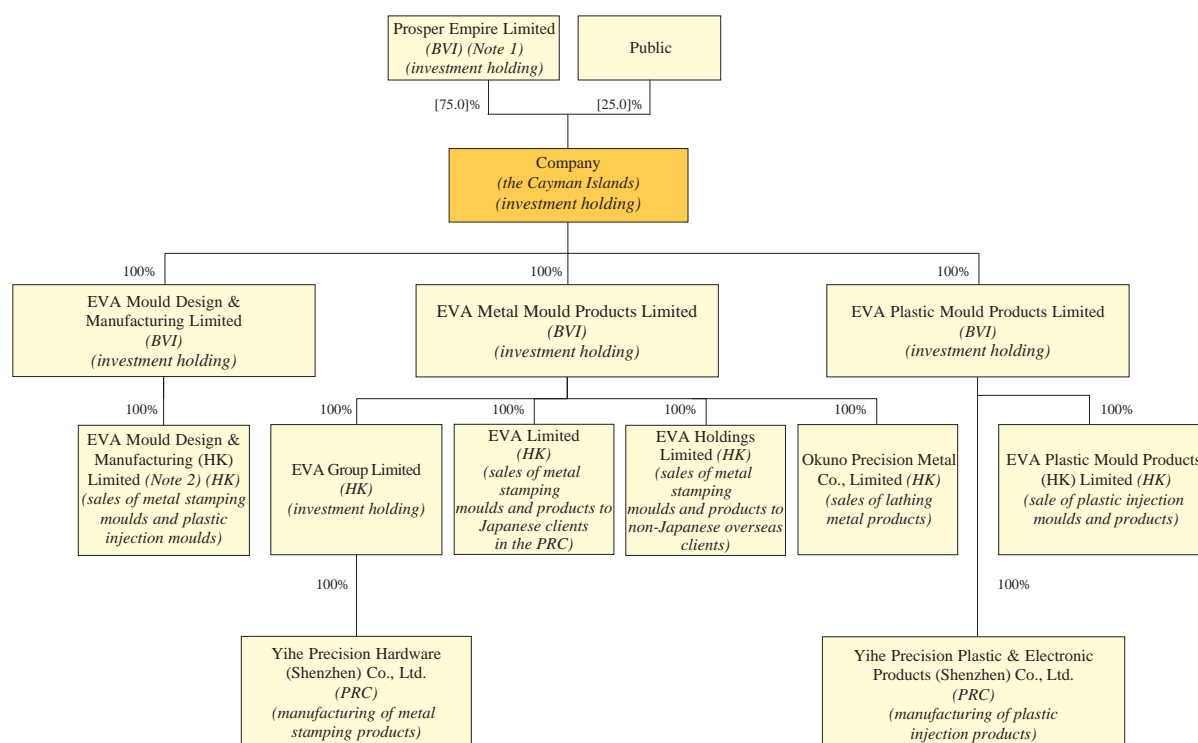 Prosper Empire Limited
(BVI) (Note 1)
(investment holding)
Public
[75.0]%
[25.0]%
Company
(the Cayman Islands)
(investment holding)
100%
100%
100%
EVA Mould Design &
Manufacturing Limited
(BVI)
(investment holding)
EVA Metal Mould Products Limited
(BVI)
(investment holding)
EVA Plastic Mould Products Limited
(BVI)
(investment holding)
100%
100%
100%
100%
100%
100%
EVA Mould Design &
Manufacturing (HK)
Limited (Note 2) (HK)
(sales of metal stamping
moulds and plastic
injection moulds)
EVA Group Limited
(HK)
(investment holding)
EVA Limited
(HK)
(sales of metal
stamping
moulds and products to
Japanese clients
in the PRC)
EVA Holdings
Limited (HK)
(sales of metal
stamping
moulds and products to
non-Japanese overseas
clients)
Okuno Precision Metal
Co., Limited (HK)
(sales of lathing
metal products)
EVA Plastic Mould Products
(HK) Limited (HK)
(sale of plastic injection
moulds and products)
100%
100%
Yihe Precision Hardware
(Shenzhen) Co., Ltd.
(PRC)
(manufacturing of metal
stamping products)
Yihe Precision Plastic & Electronic
Products (Shenzhen) Co., Ltd.
(PRC)
(manufacturing of plastic
injection products)